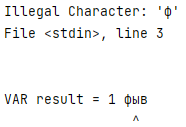 Illegal Character: 'ф'
File <stdin>, line 3
VAR result = 1 фыв
^